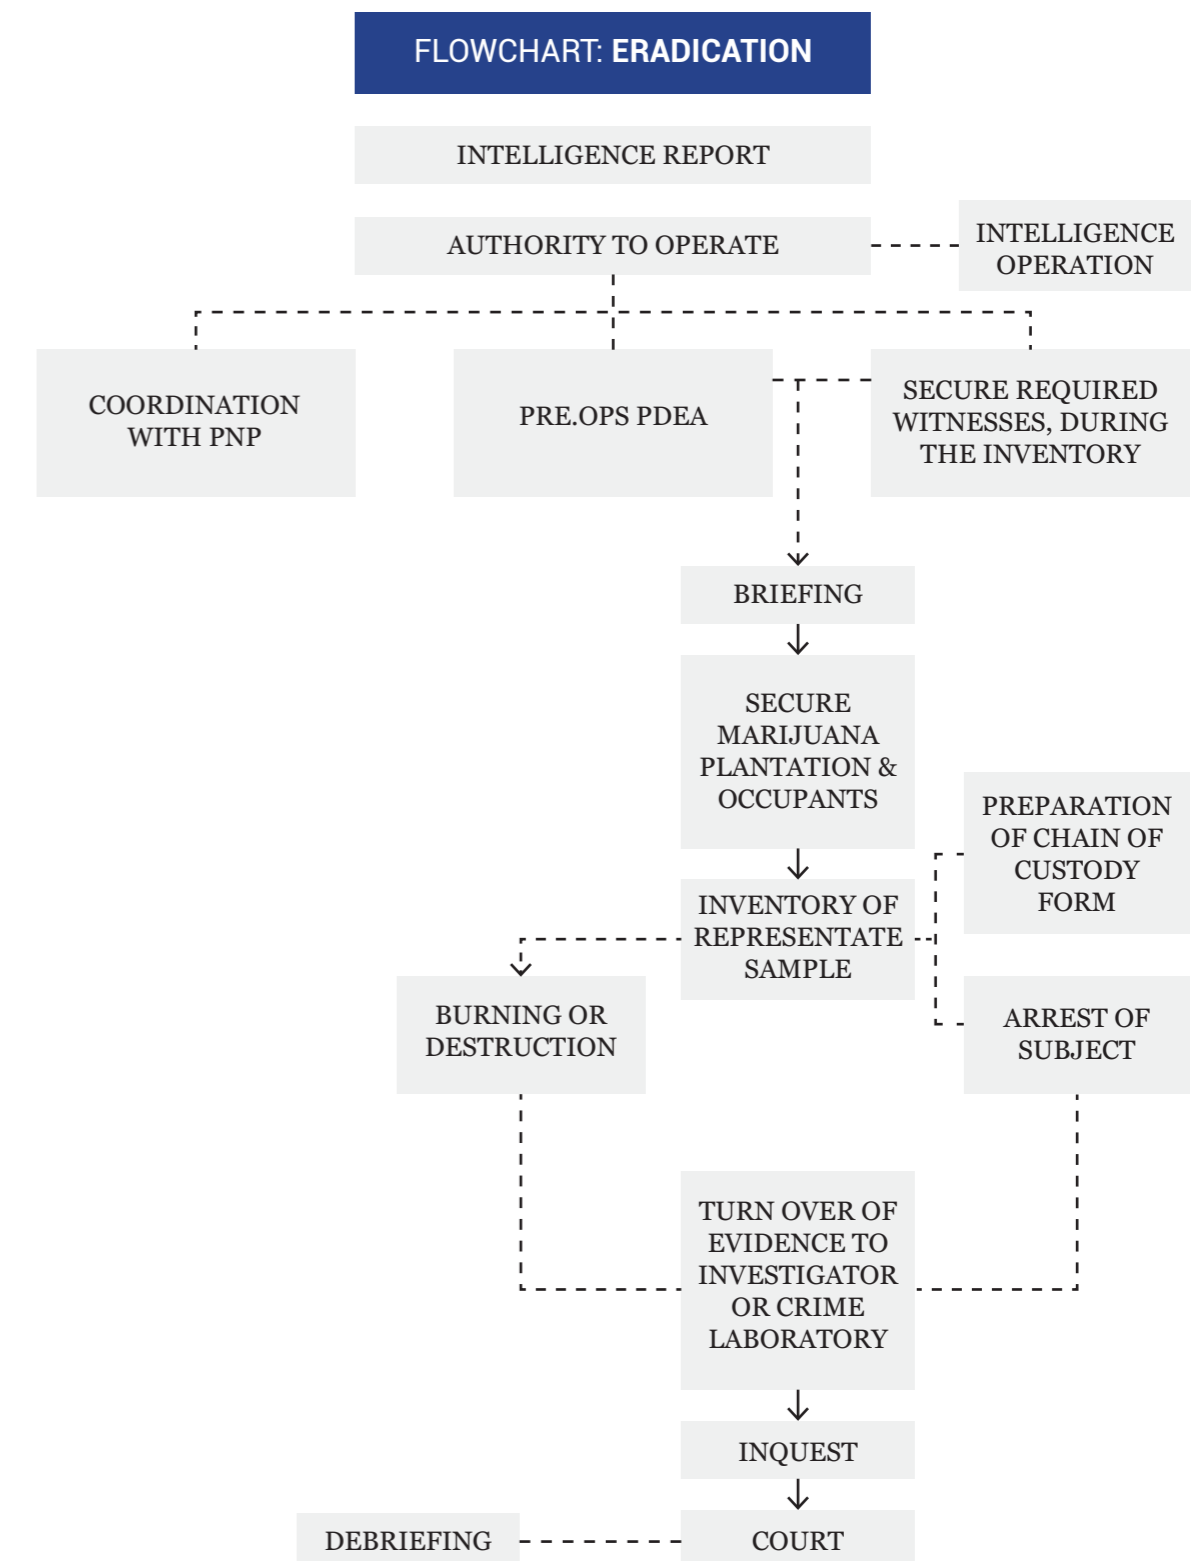 FLOWCHART: ERADICATION
INTELLIGENCE REPORT
AUTHORITY TO OPERATE
INTELLIGENCE
OPERATION
COORDINATION
WITH PNP
PRE.OPS PDEA
SECURE REQUIRED
WITNESSES, DURING
THE INVENTORY
BRIEFING
SECURE
MARIJUANA
PLANTATION &
OCCUPANTS
PREPARATION
OF CHAIN OF
CUSTODY
FORM
INVENTORY OF
REPRESENTATE
SAMPLE
BURNING OR
DESTRUCTION
ARREST OF
SUBJECT
TURN OVER OF
EVIDENCE TO
INVESTIGATOR
OR CRIME
LABORATORY
INQUEST
DEBRIEFING
COURT